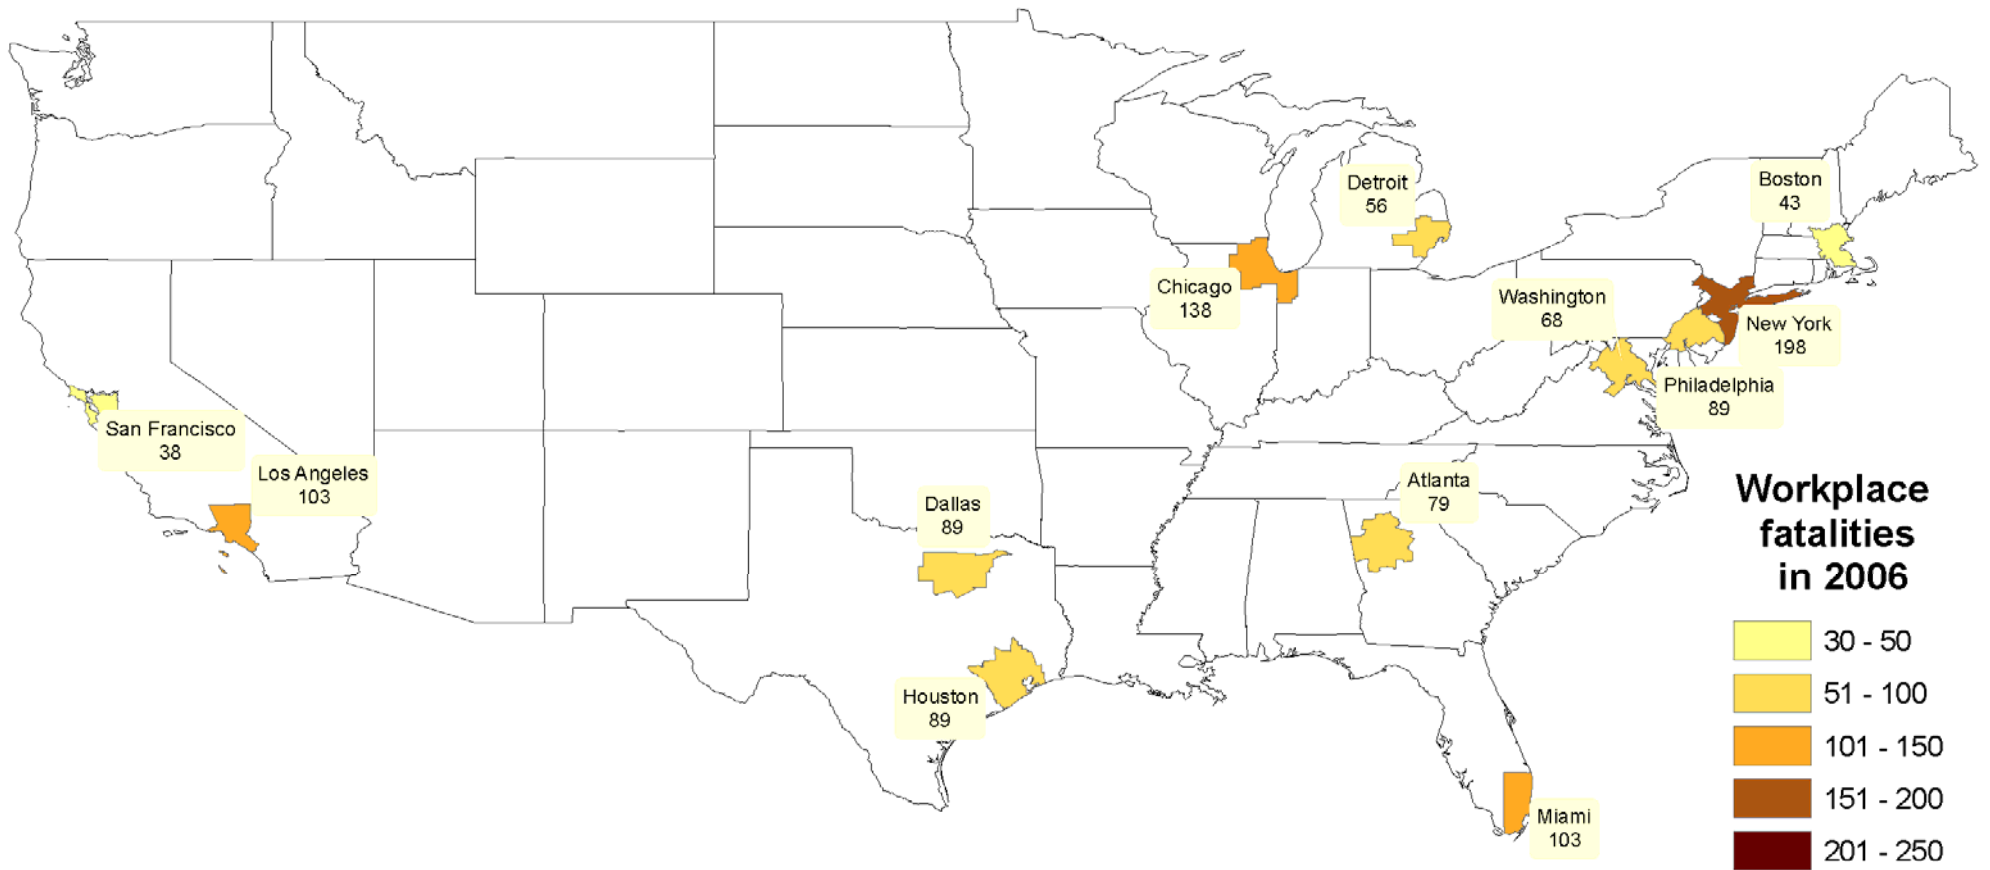 Detroit
56
Boston
43
Chicago
138
Washington
68
New York
198
Philadelphia
89
San Francisco
38
Los Angeles
103
Dallas
89
Atlanta
79
Houston
89
Miami
103
Workplace
fatalities
in 2006
30 - 50
51 - 100
101 - 150
151 - 200
201 - 250